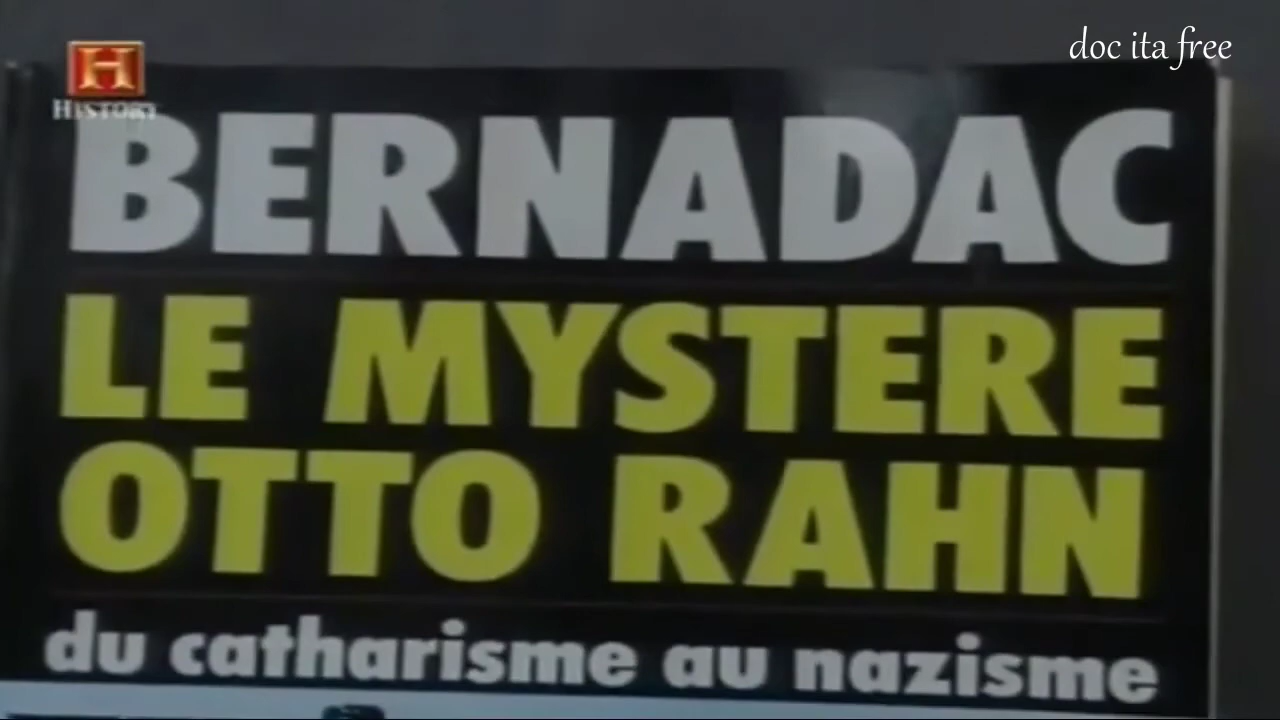 doc ita free
H
HISTORY
BERNADAC
LE MYSTERE
OTTO RAHN
du catharisme au nazisme